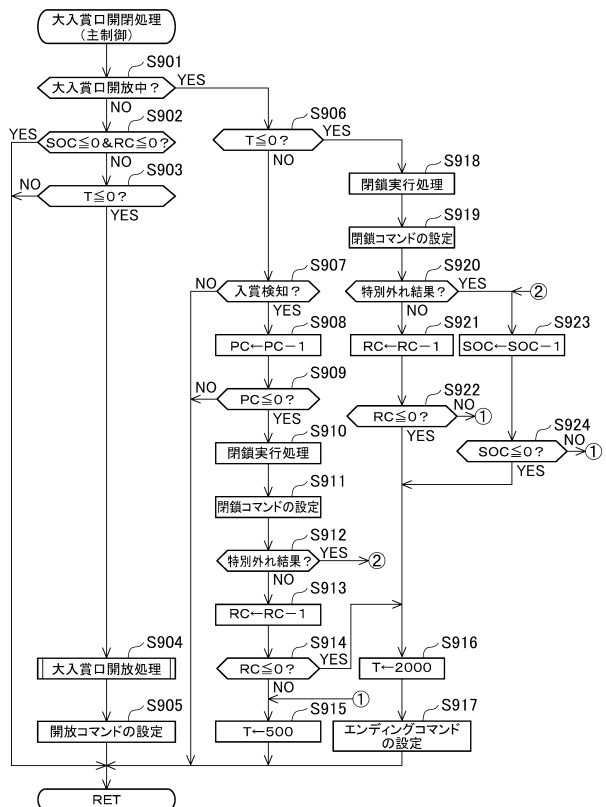 大入賞口開閉処理
(主制御)
S901
大入賞口開放中？
YES
NO
S902
YES
SOC≦0&RC≦0？
NO
S903
NO
T≦0？
YES
S906
T≦0？
YES
NO
S918
閉鎖実行処理
S919
閉鎖コマンドの設定
S907
NO
入賞検知？
YES
S920
特別外れ結果？
YES
②
NO
S908
PC←PC−1
S921
RC←RC−1
S923
SOC←SOC−1
S909
NO
PC≦0？
YES
S922
RC≦0？
NO
①
YES
S924
SOC≦0？
NO
①
YES
S910
閉鎖実行処理
S911
閉鎖コマンドの設定
S912
特別外れ結果？
YES
②
NO
S913
RC←RC−1
S914
RC≦0？
YES
NO
①
S904
大入賞口開放処理
S916
T←2000
S905
開放コマンドの設定
S915
T←500
S917
エンディングコマンド
の設定
RET